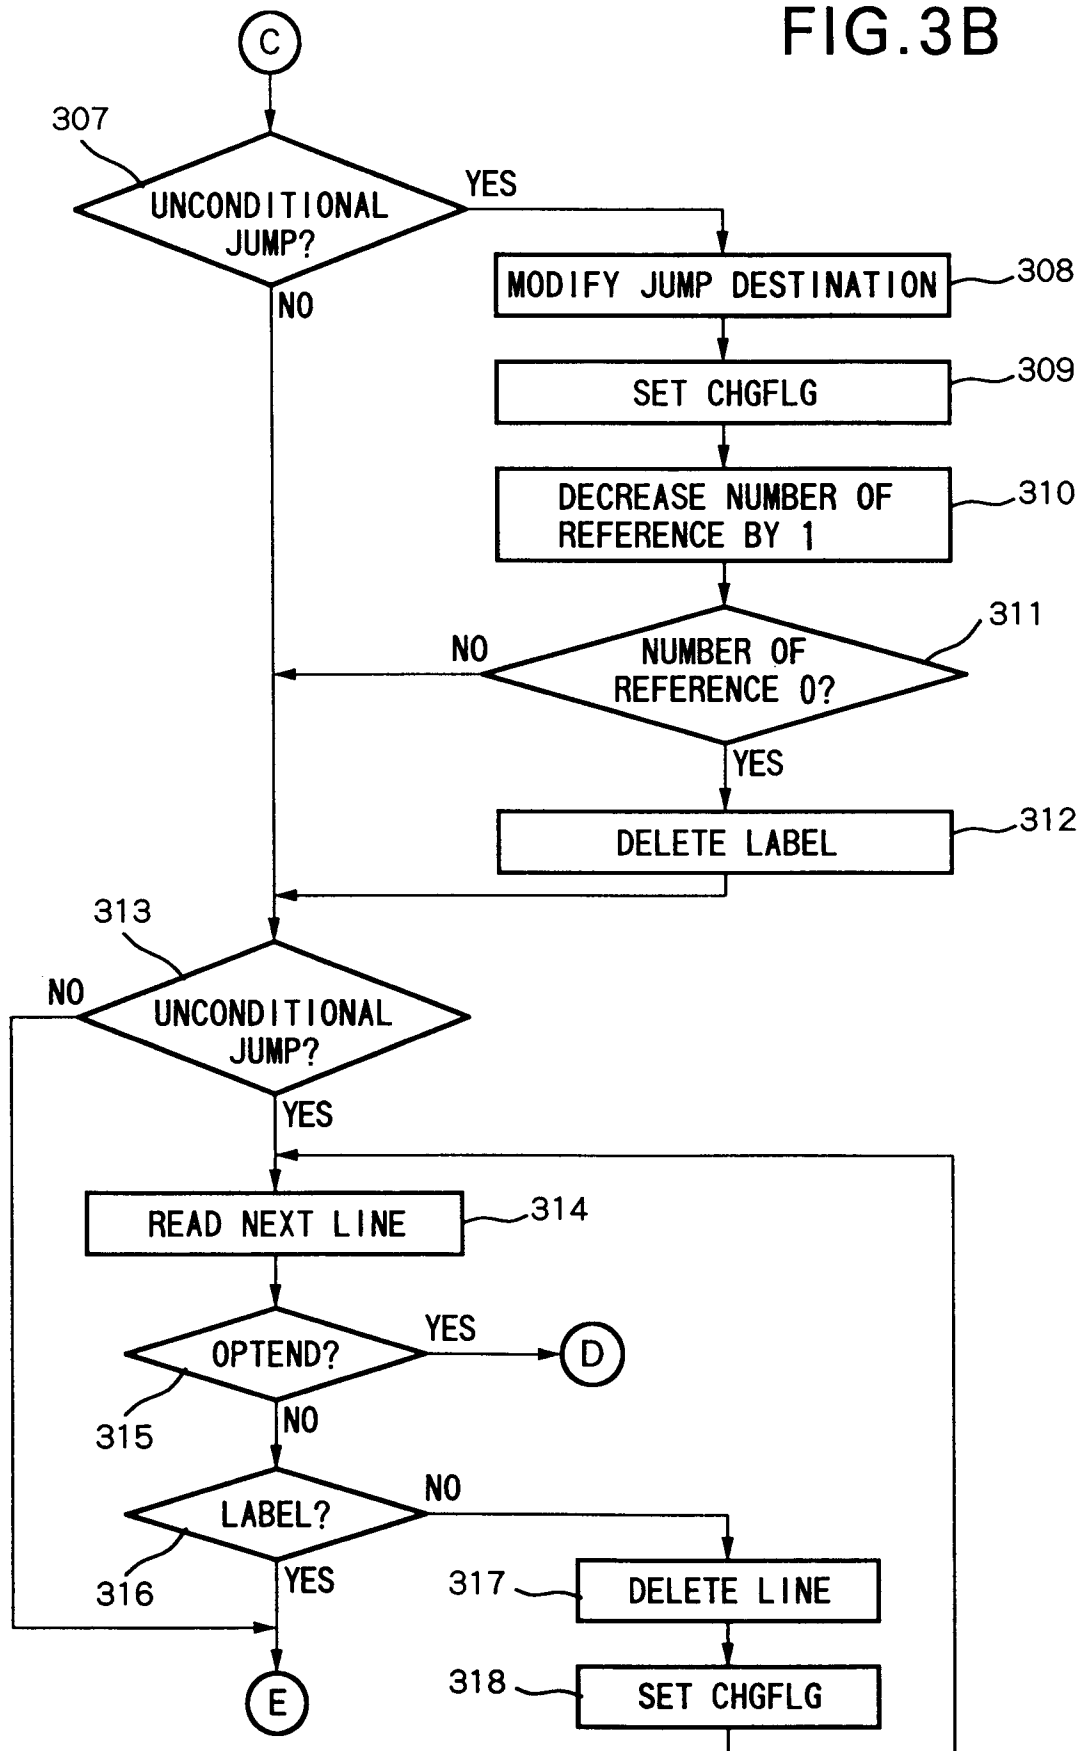 FIG.3B
C
307
UNCONDITIONAL
JUMP?
YES
NO
MODIFY JUMP DESTINATION
308
SET CHGFLG
309
DECREASE NUMBER OF
REFERENCE BY 1
310
311
NUMBER OF
REFERENCE 0?
NO
YES
DELETE LABEL
312
313
NO
UNCONDITIONAL
JUMP?
YES
READ NEXT LINE
314
OPTEND?
YES
D
315
NO
LABEL?
NO
316
YES
317
DELETE LINE
318
SET CHGFLG
E